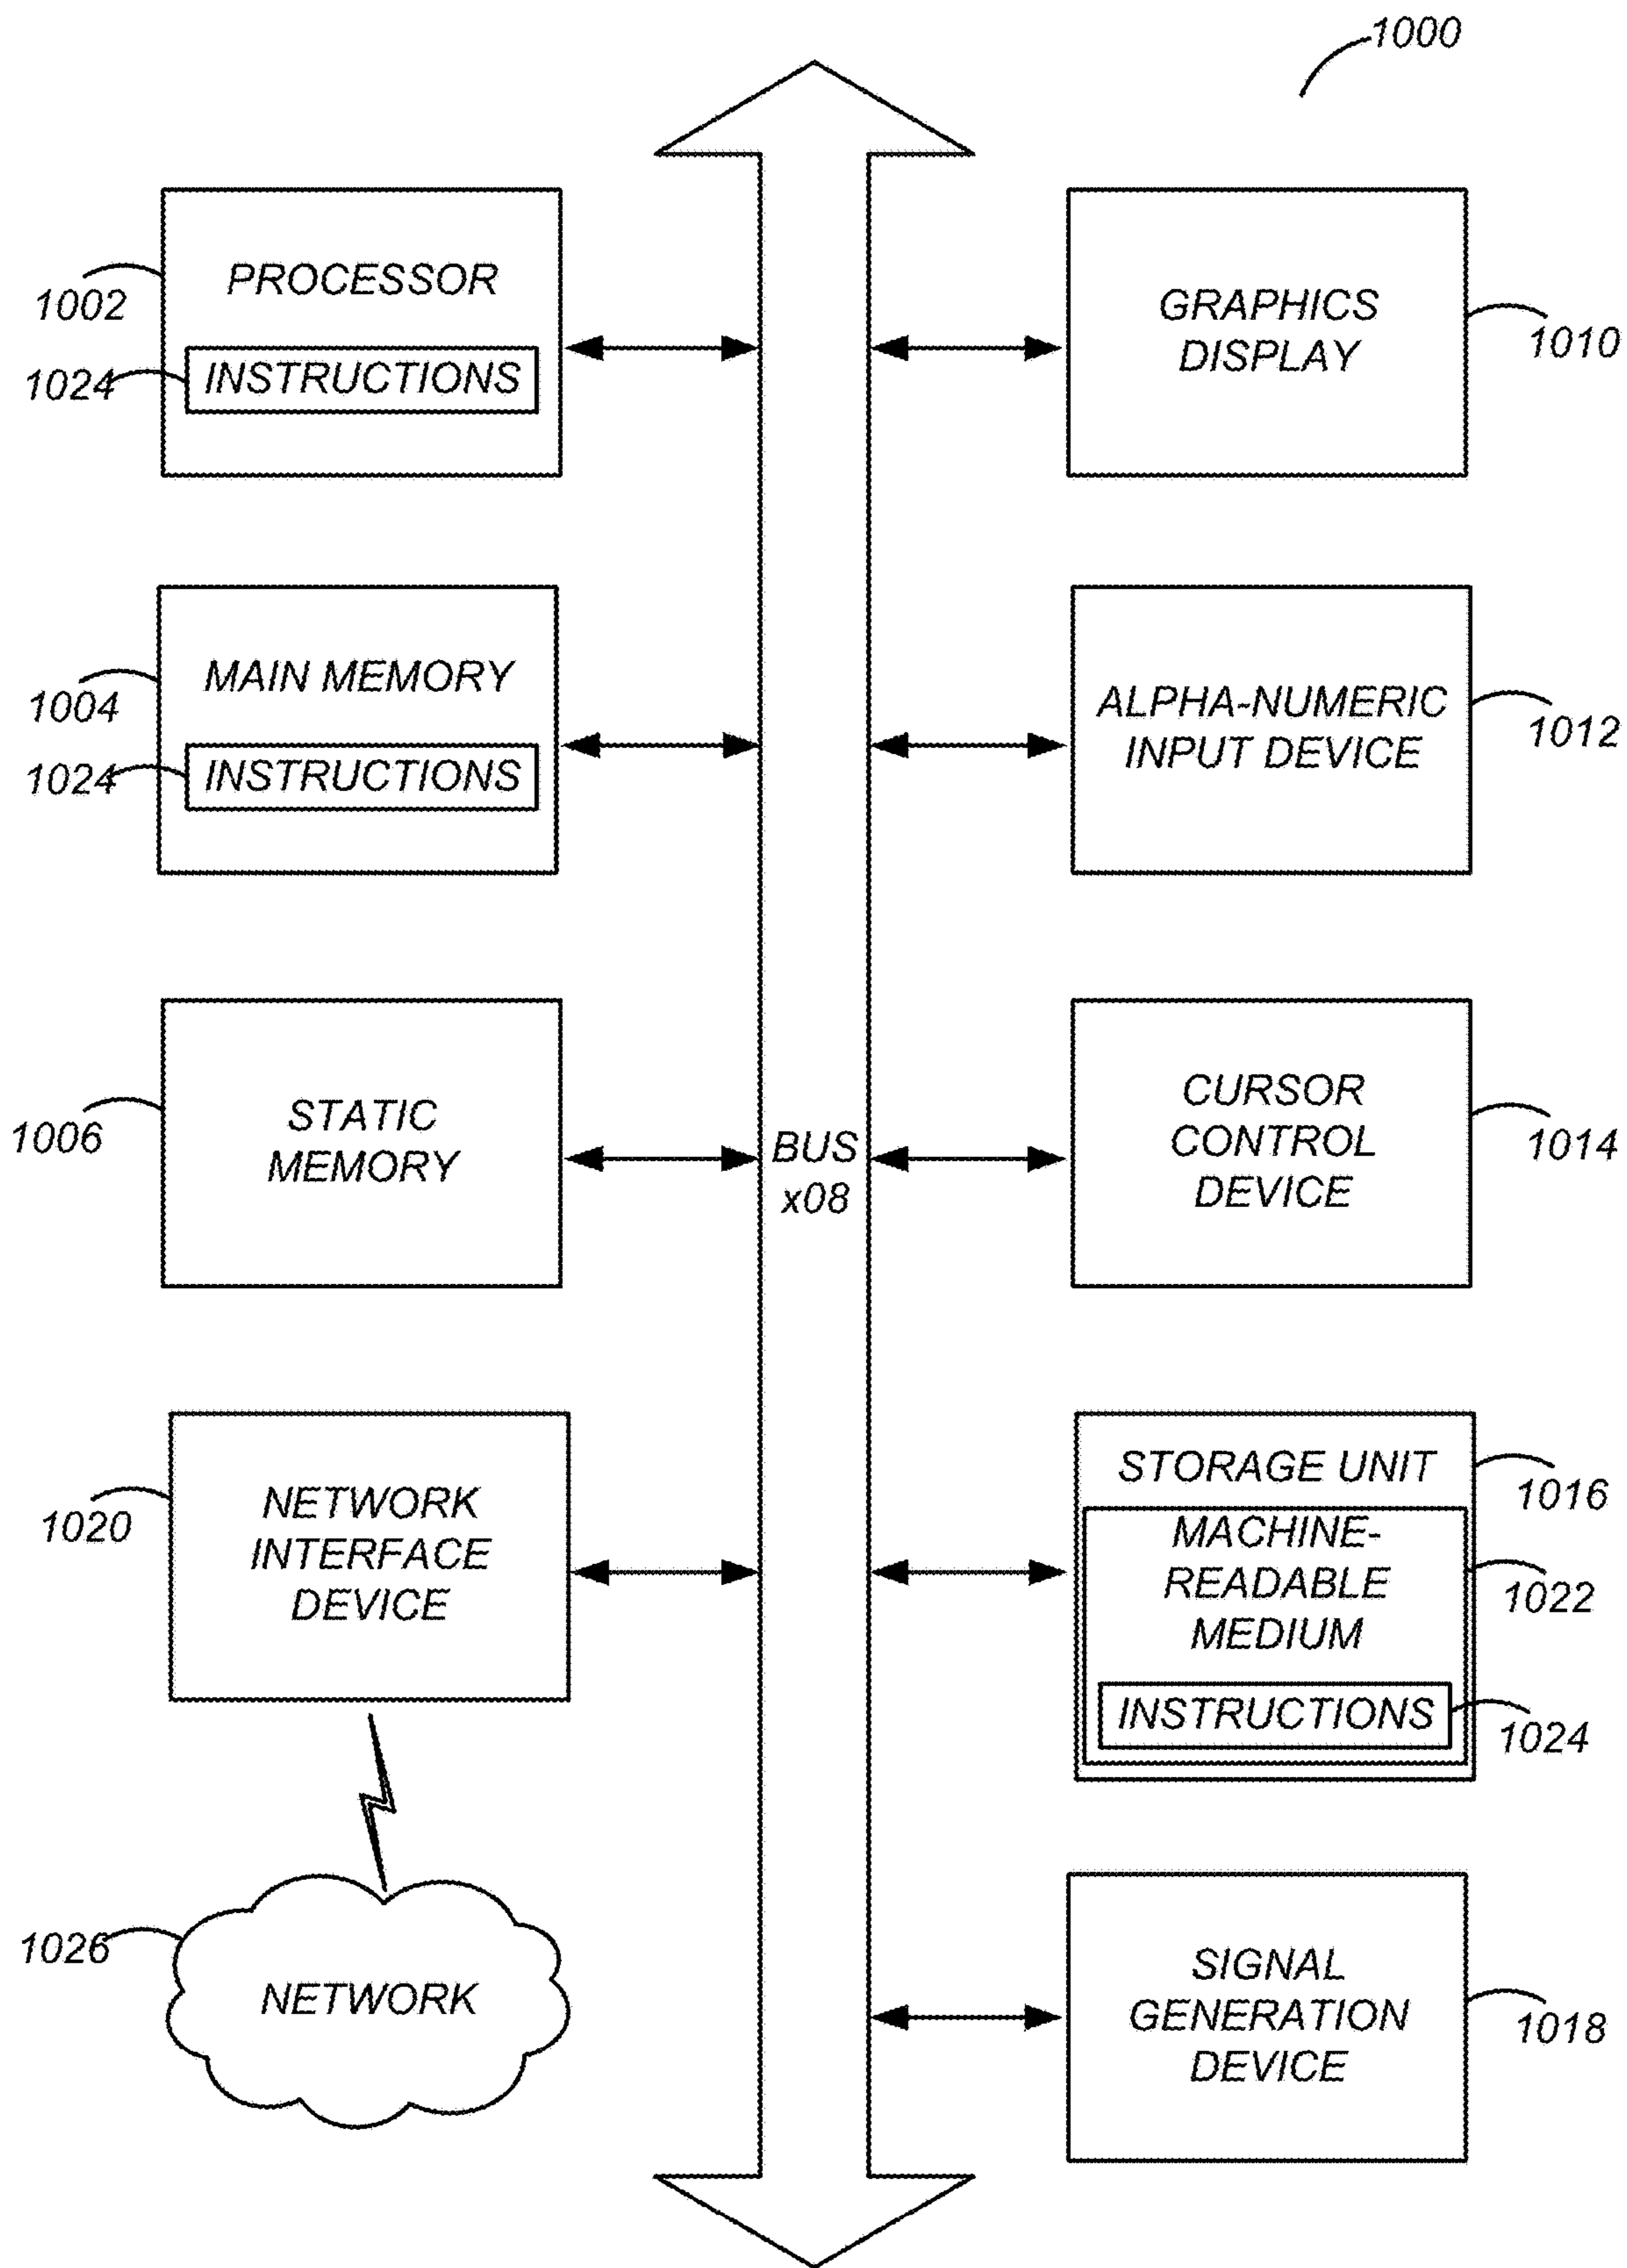 1000
PROCESSOR
1002
INSTRUCTIONS
1024
GRAPHICS
DISPLAY
1010
MAIN MEMORY
1004
INSTRUCTIONS
1024
ALPHA-NUMERIC
INPUT DEVICE
1012
STATIC
MEMORY
1006
BUS
x08
CURSOR
CONTROL
DEVICE
1014
NETWORK
INTERFACE
DEVICE
1020
STORAGE UNIT
1016
MACHINE-
READABLE
MEDIUM
1022
INSTRUCTIONS
1024
1026
NETWORK
SIGNAL
GENERATION
DEVICE
1018